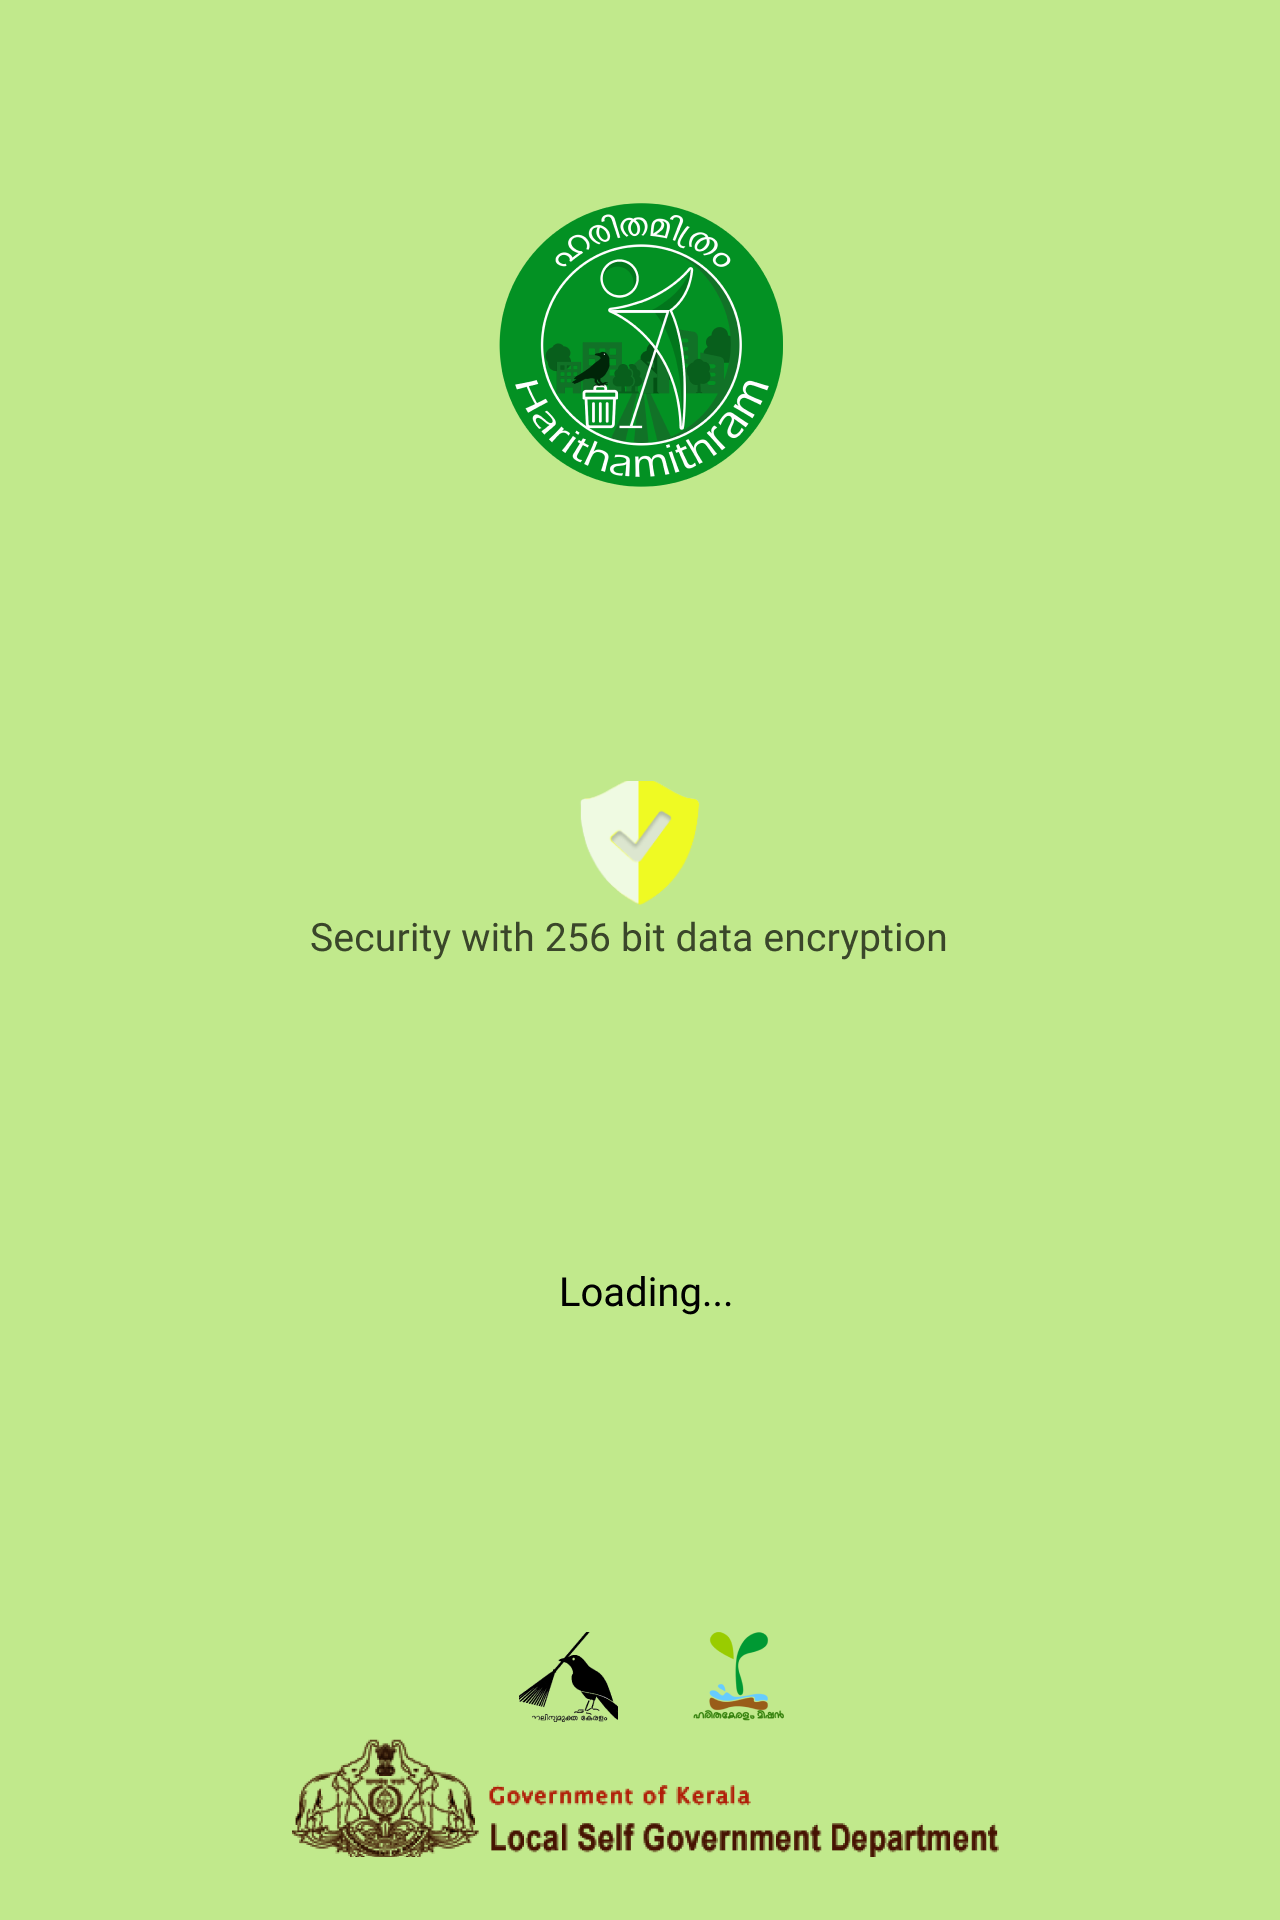 ഹരിതമിത്രം
Harithamithram
Security with 256 bit data encryption
Loading...
മുക്ത കേരളം
ഹരിതകേരളം മിഷൻ
Government of Kerala
Local Self Government Department